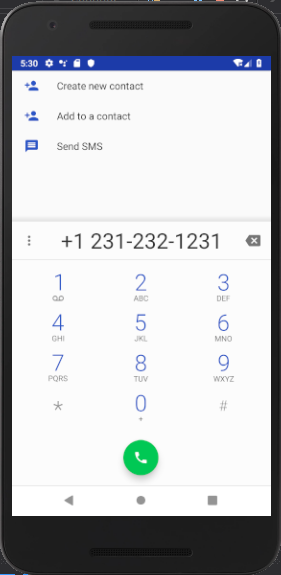 5:30
Create new contact
Add to a contact
Send SMS
+1 231-232-1231
1 2 3
ABC DEF
4 5 6
GHI JKL MNO
7 8 9
PQRS TUV WXYZ
* 0 #
+